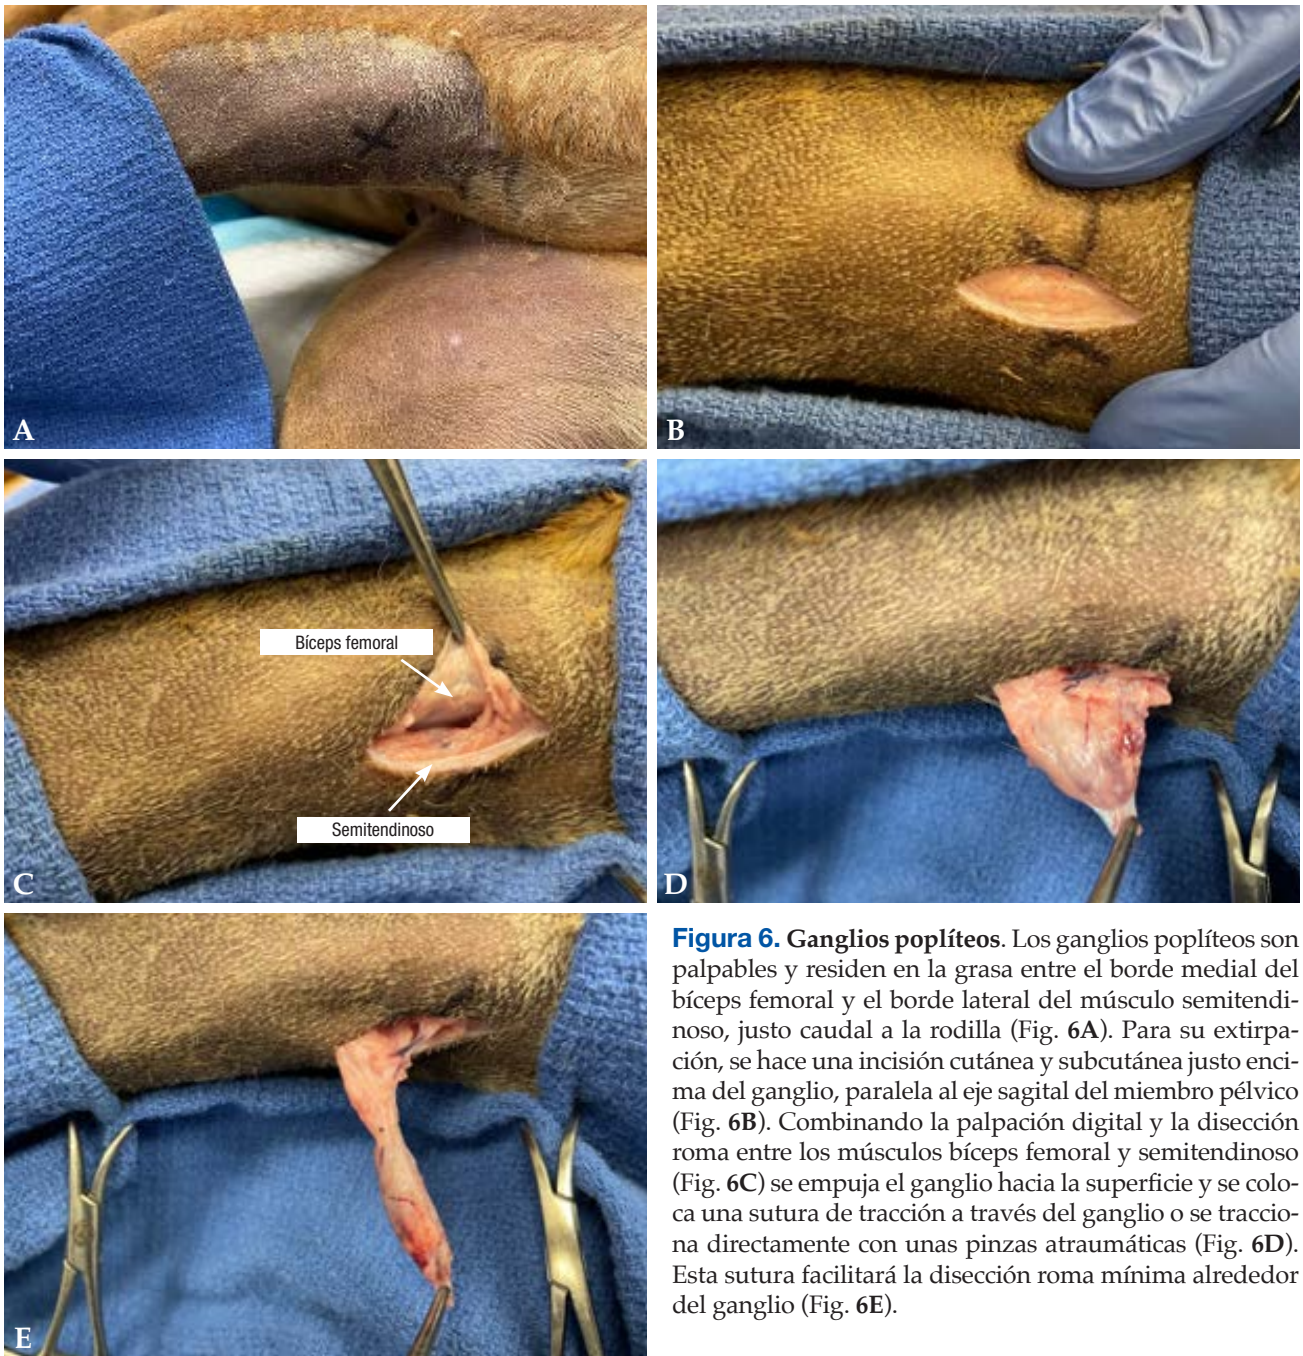 A
B
Bíceps femoral
Semitendinoso
C
D
E
Figura 6. Ganglios poplíteos. Los ganglios poplíteos son
palpables y residen en la grasa entre el borde medial del
bíceps femoral y el borde lateral del músculo semitendi-
noso, justo caudal a la rodilla (Fig. 6A). Para su extirpa-
ción, se hace una incisión cutánea y subcutánea justo enci-
ma del ganglio, paralela al eje sagital del miembro pélvico
(Fig. 6B). Combinando la palpación digital y la disección
roma entre los músculos bíceps femoral y semitendinoso
(Fig. 6C) se empuja el ganglio hacia la superficie y se colo-
ca una sutura de tracción a través del ganglio o se traccio-
na directamente con unas pinzas atraumáticas (Fig. 6D).
Esta sutura facilitará la disección roma mínima alrededor
del ganglio (Fig. 6E).